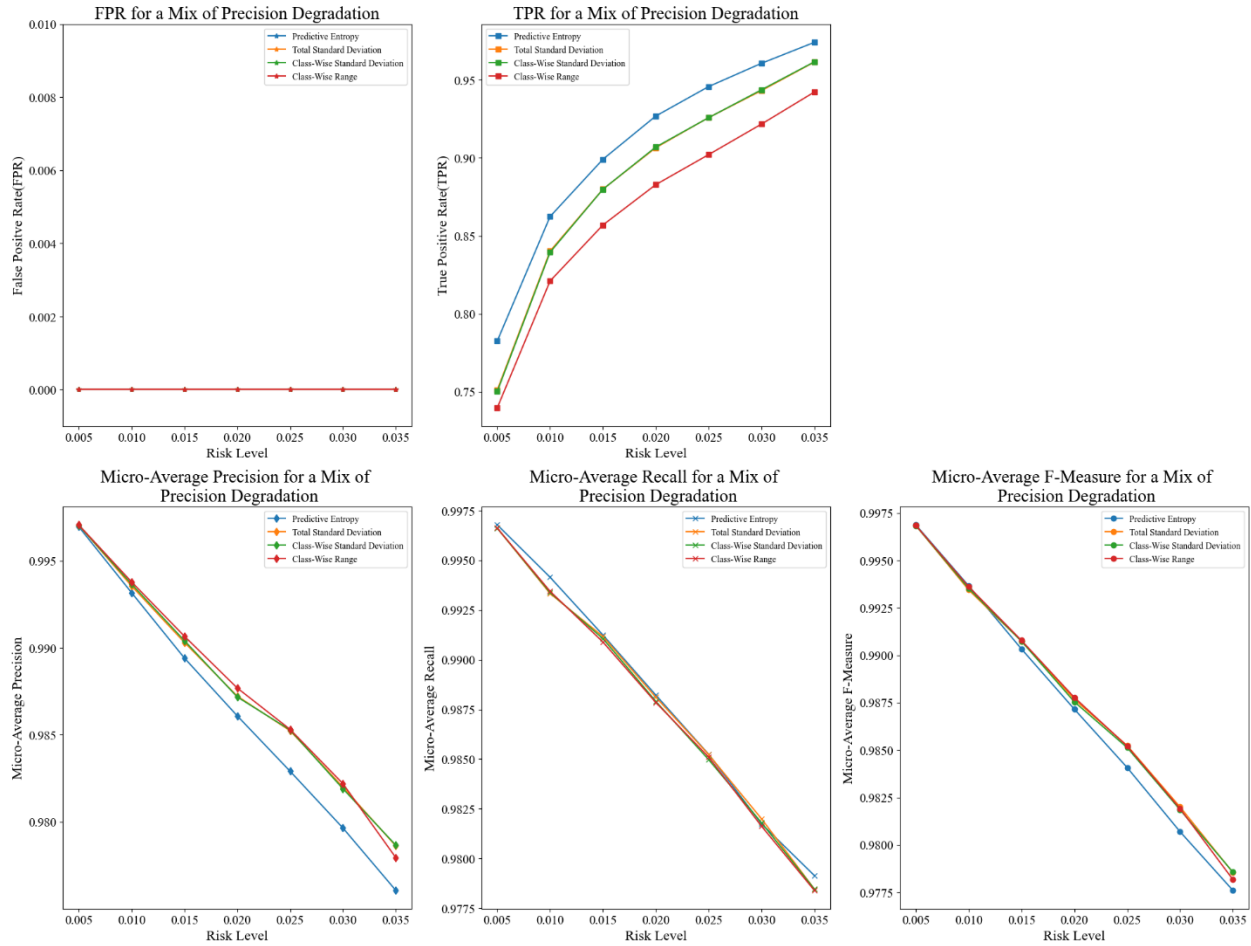 FPR for a Mix of Precision Degradation
0.010
0.008
0.006
0.004
0.002
0.000
False Positve Rate(FPR)
Predictive Entropy
Total Standard Deviation
Class-Wise Standard Deviation
Class-Wise Range
0.005 0.010 0.015 0.020 0.025 0.030 0.035
Risk Level
TPR for a Mix of Precision Degradation
0.95
0.90
0.85
0.80
0.75
True Positive Rate(TPR)
Predictive Entropy
Total Standard Deviation
Class-Wise Standard Deviation
Class-Wise Range
0.005 0.010 0.015 0.020 0.025 0.030 0.035
Risk Level
Micro-Average Precision for a Mix of
Precision Degradation
0.995
0.990
0.985
0.980
Micro-Average Precision
Predictive Entropy
Total Standard Deviation
Class-Wise Standard Deviation
Class-Wise Range
0.005 0.010 0.015 0.020 0.025 0.030 0.035
Risk Level
Micro-Average Recall for a Mix of
Precision Degradation
0.9975
0.9950
0.9925
0.9900
0.9875
0.9850
0.9825
0.9800
0.9775
Micro-Average Recall
Predictive Entropy
Total Standard Deviation
Class-Wise Standard Deviation
Class-Wise Range
0.005 0.010 0.015 0.020 0.025 0.030 0.035
Risk Level
Micro-Average F-Measure for a Mix of
Precision Degradation
0.9975
0.9950
0.9925
0.9900
0.9875
0.9850
0.9825
0.9800
0.9775
Micro-Average F-Measure
Predictive Entropy
Total Standard Deviation
Class-Wise Standard Deviation
Class-Wise Range
0.005 0.010 0.015 0.020 0.025 0.030 0.035
Risk Level